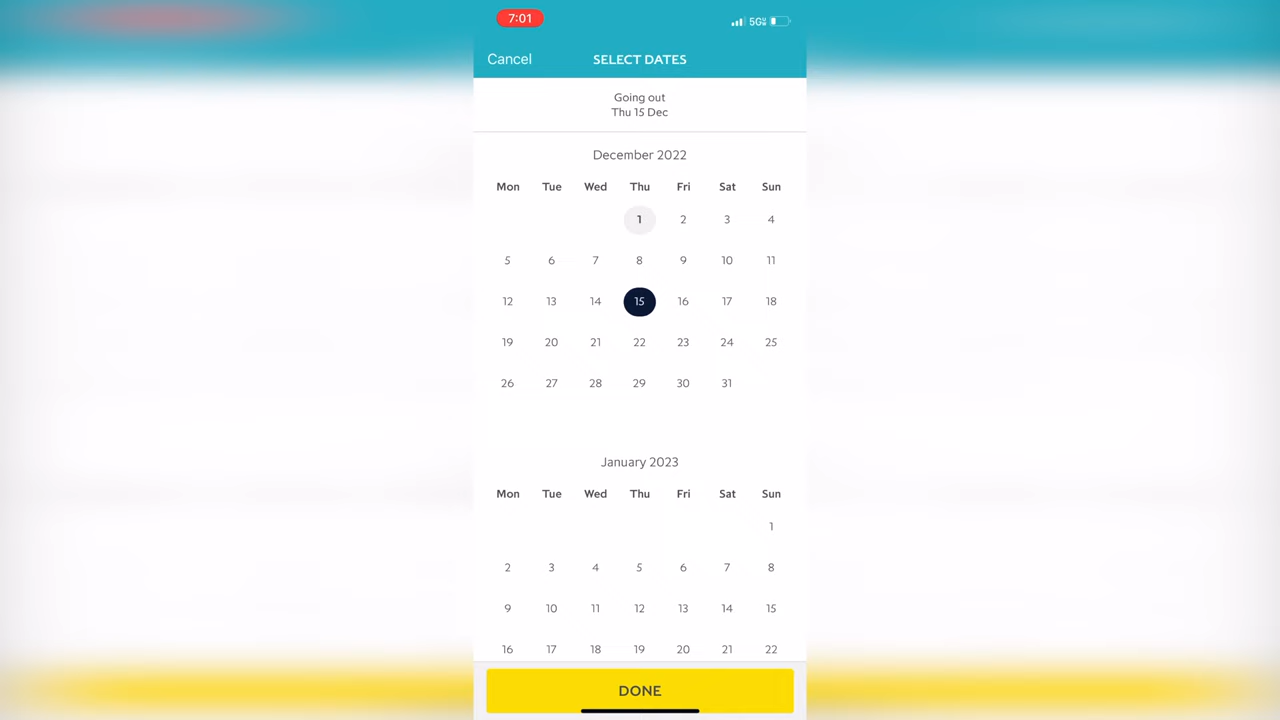 7:01 5G
Cancel SELECT DATES
Going out
Thu 15 Dec
December 2022
Mon Tue Wed Thu Fri Sat Sun
1 2 3 4
5 6 7 8 9 10 11
12 13 14 15 16 17 18
19 20 21 22 23 24 25
26 27 28 29 30 31
January 2023
Mon Tue Wed Thu Fri Sat Sun
1
2 3 4 5 6 7 8
9 10 11 12 13 14 15
16 17 18 19 20 21 22
DONE